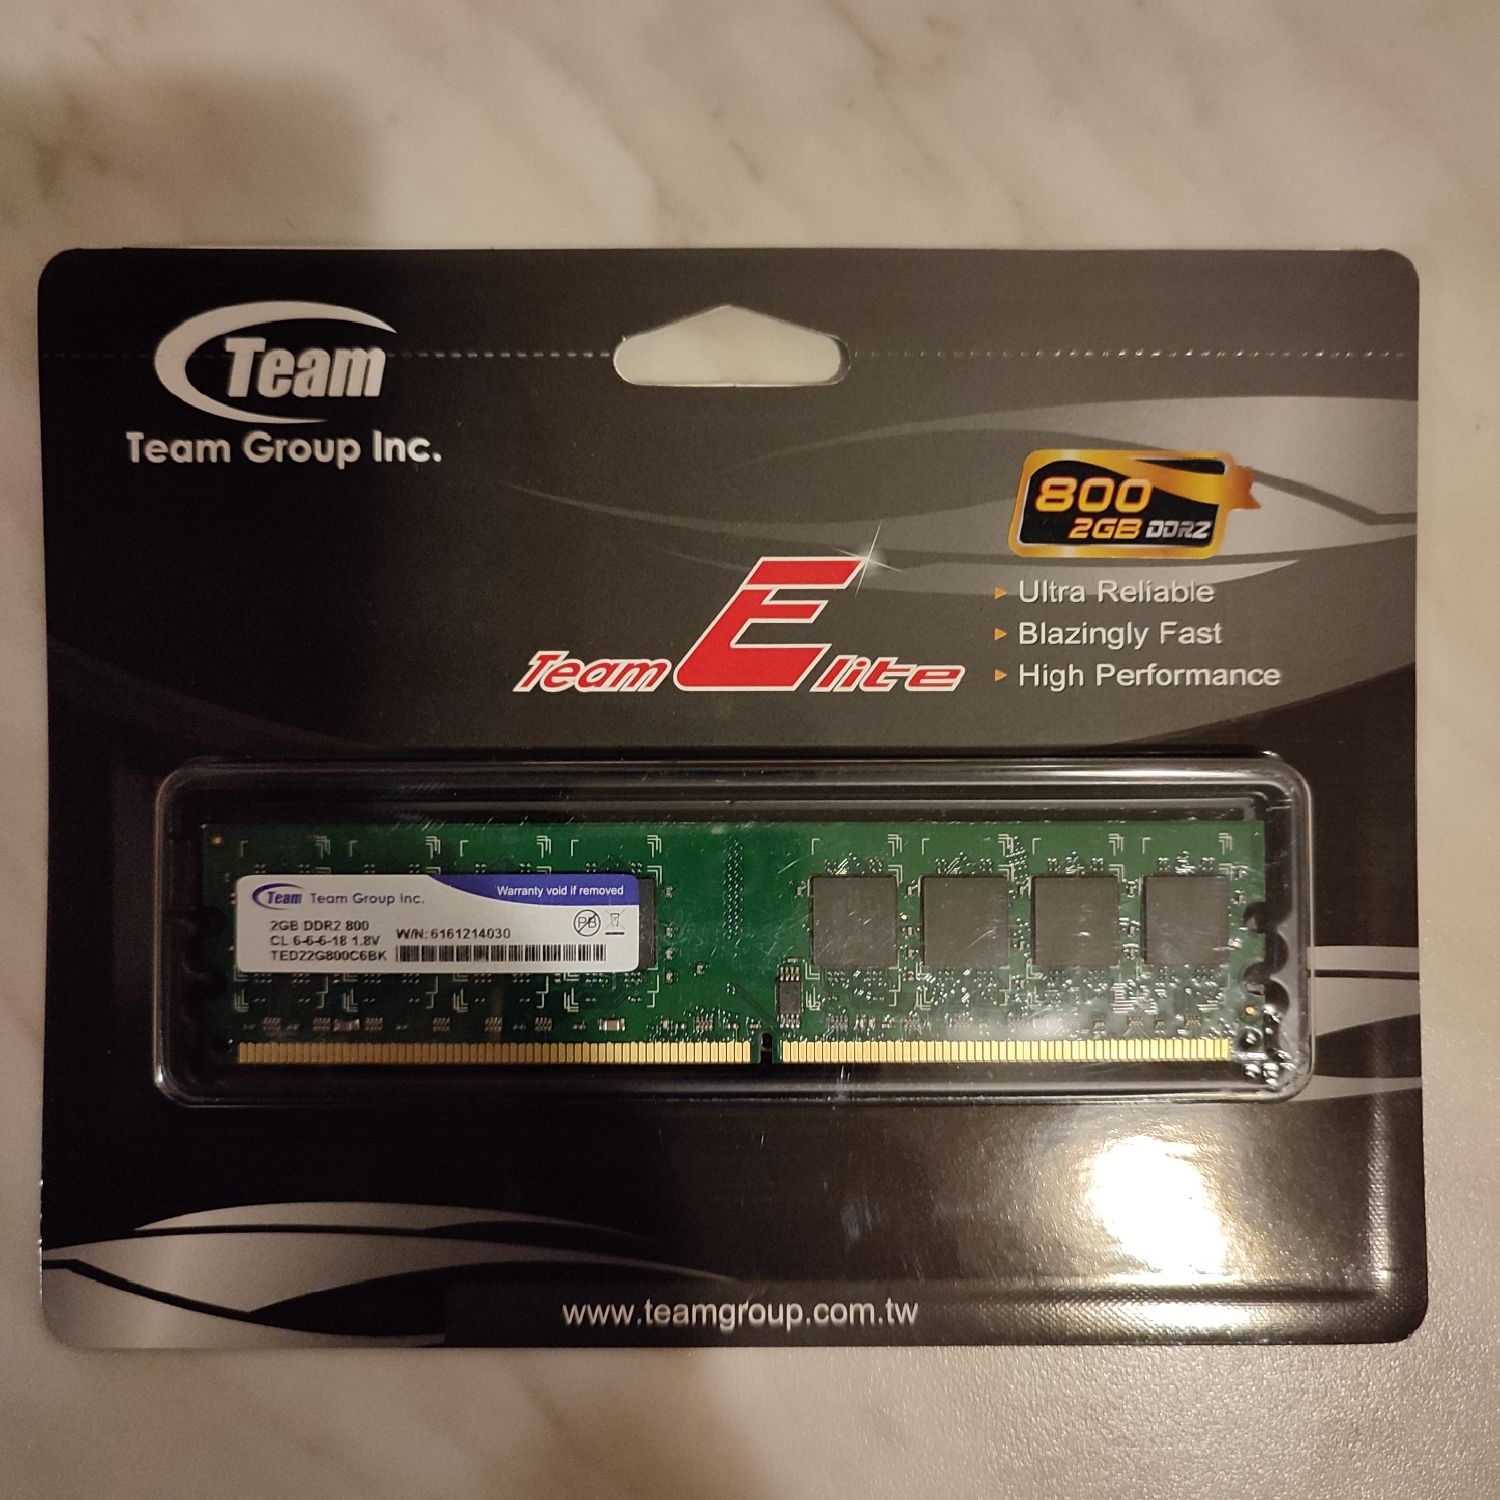 Team
Team Group Inc.
800
2GB DDR2
Ultra Reliable
Blazingly Fast
High Performance
Team Elite
Team Team Group Inc.
Warranty void if removed
2GB DDR2 800
CL 6-6-6-18 1.8V
TED22G800C6BK
W/N: 6161214030
PB
www.teamgroup.com.tw